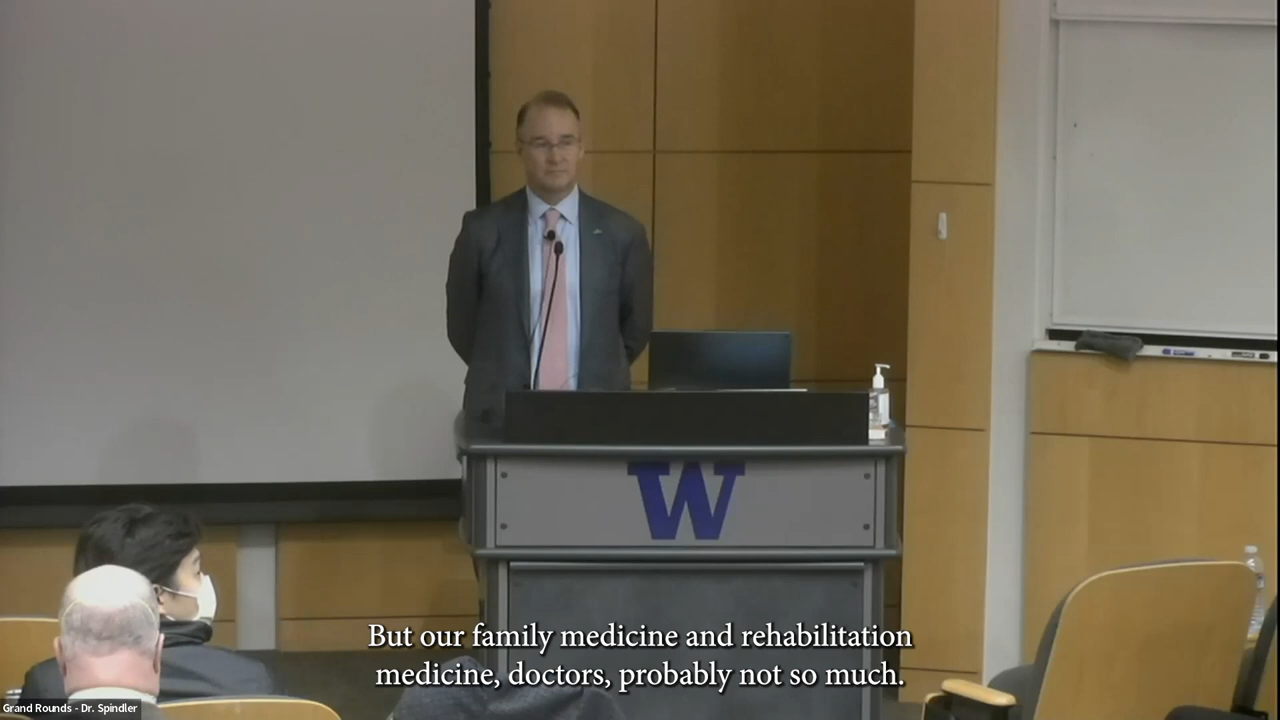 W
But our family medicine and rehabilitation
medicine, doctors, probably not so much.
Grand Rounds - Dr. Spindler